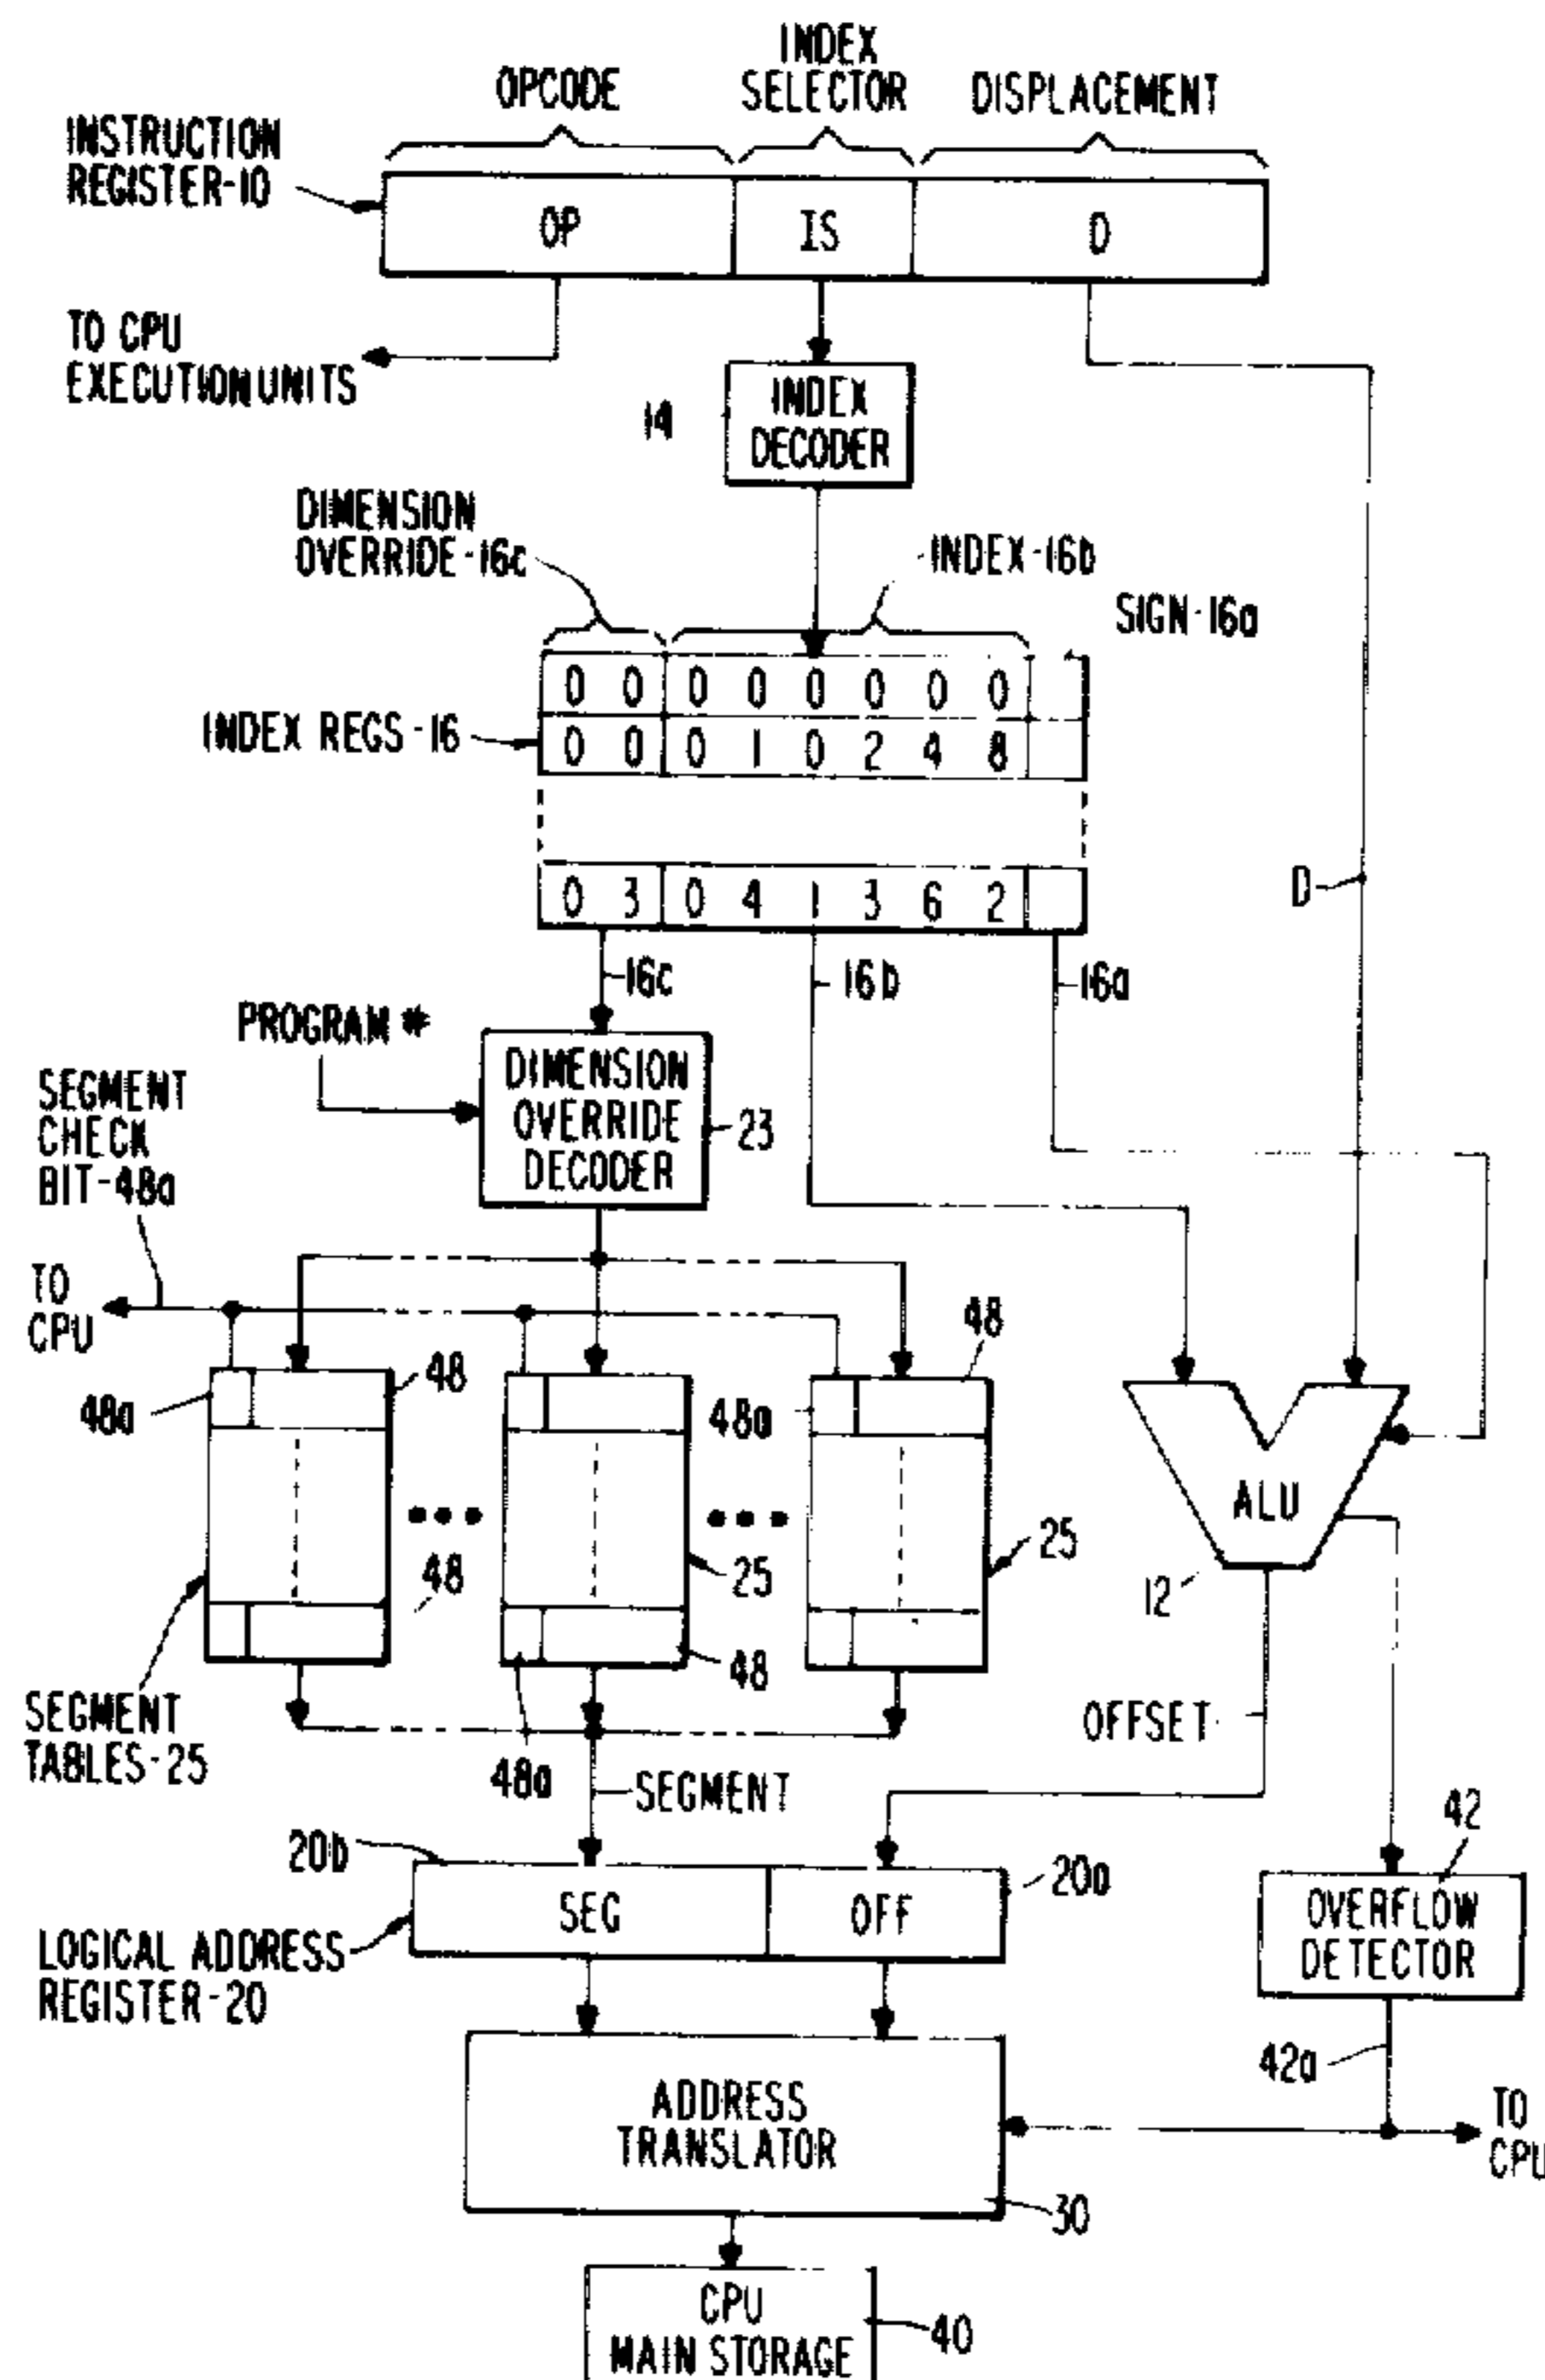 INDEX
OPCODE SELECTOR DISPLACEMENT
INSTRUCTION
REGISTER-10
OP IS D
TO CPU
EXECUTION UNITS
14
INDEX
DECODER
DIMENSION
OVERRIDE-16c
INDEX-16b
SIGN-16a
0 0 0 0 0 0 0 0
INDEX REGS-16
0 0 0 1 0 2 4 8
0 3 0 4 1 3 6 2
D
16c 16b 16a
PROGRAM #
DIMENSION
OVERRIDE
DECODER
23
SEGMENT
CHECK
BIT-48a
TO
CPU
48a 48
48a 48
ALU
12
25 25
48
48
48a
SEGMENT
TABLES-25
SEGMENT
OFFSET
20b
SEG OFF
20a
LOGICAL ADDRESS
REGISTER-20
42
OVERFLOW
DETECTOR
42a
TO
CPU
ADDRESS
TRANSLATOR
30
CPU
MAIN STORAGE
40